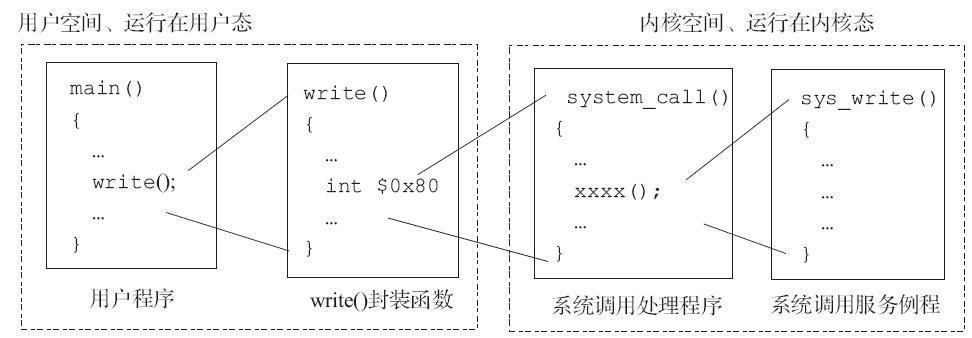 用户空间、运行在用户态
内核空间、运行在内核态
main()
{
...
write();
...
}
用户程序
write()
{
...
int $0x80
...
}
write()封装函数
system_call()
{
...
xxxx();
...
}
系统调用处理程序
sys_write()
{
...
...
...
}
系统调用服务例程